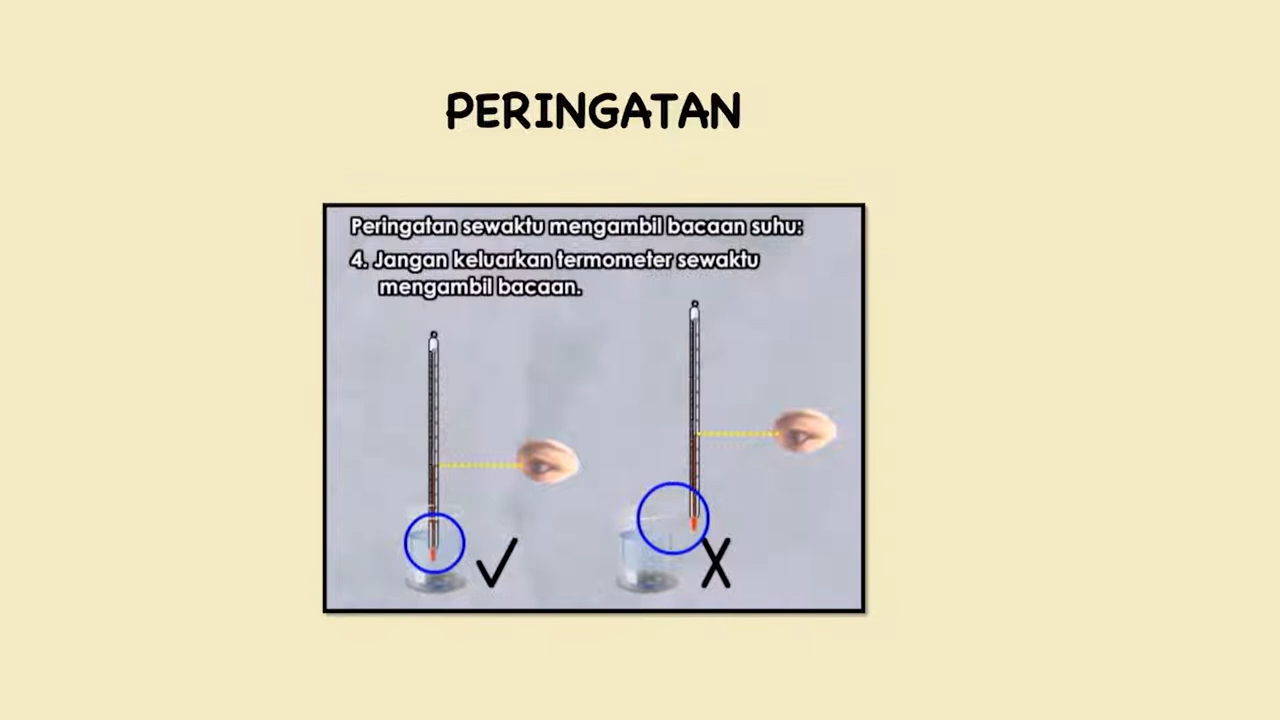 PERINGATAN
Peringatan sewaktu mengambil bacaan suhu:
4. Jangan keluarkan termometer sewaktu
mengambil bacaan.